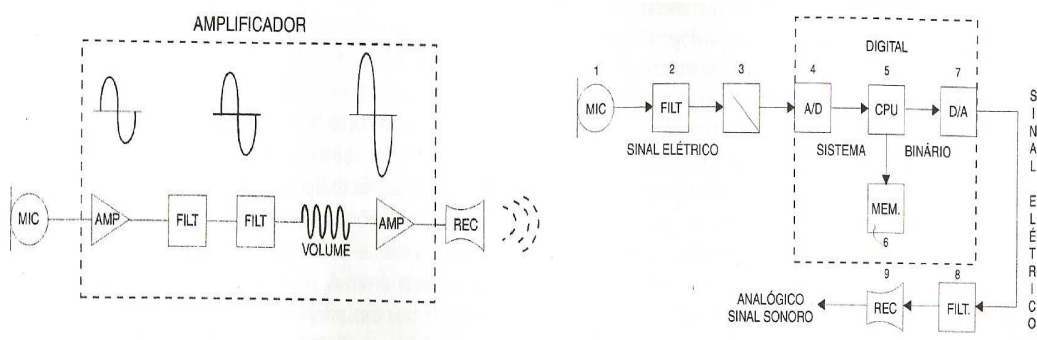 AMPLIFICADOR
MIC
AMP
FILT
FILT
VOLUME
AMP
REC
DIGITAL
1
2
3
4
5
7
MIC
FILT
A/D
CPU
D/A
SINAL ELÉTRICO
SISTEMA
BINÁRIO
MEM.
6
9
8
ANALÓGICO
SINAL SONORO
REC
FILT.
SINAL ELÉTRICO